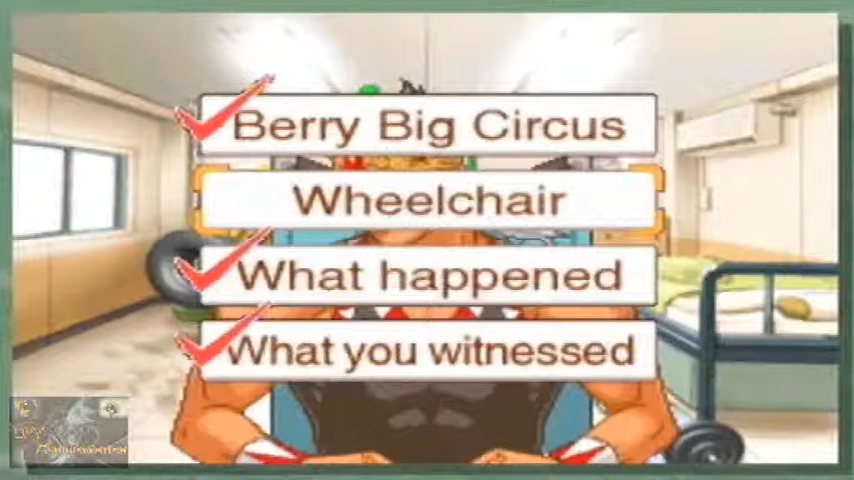 Berry Big Circus
Wheelchair
What happened
What you witnessed